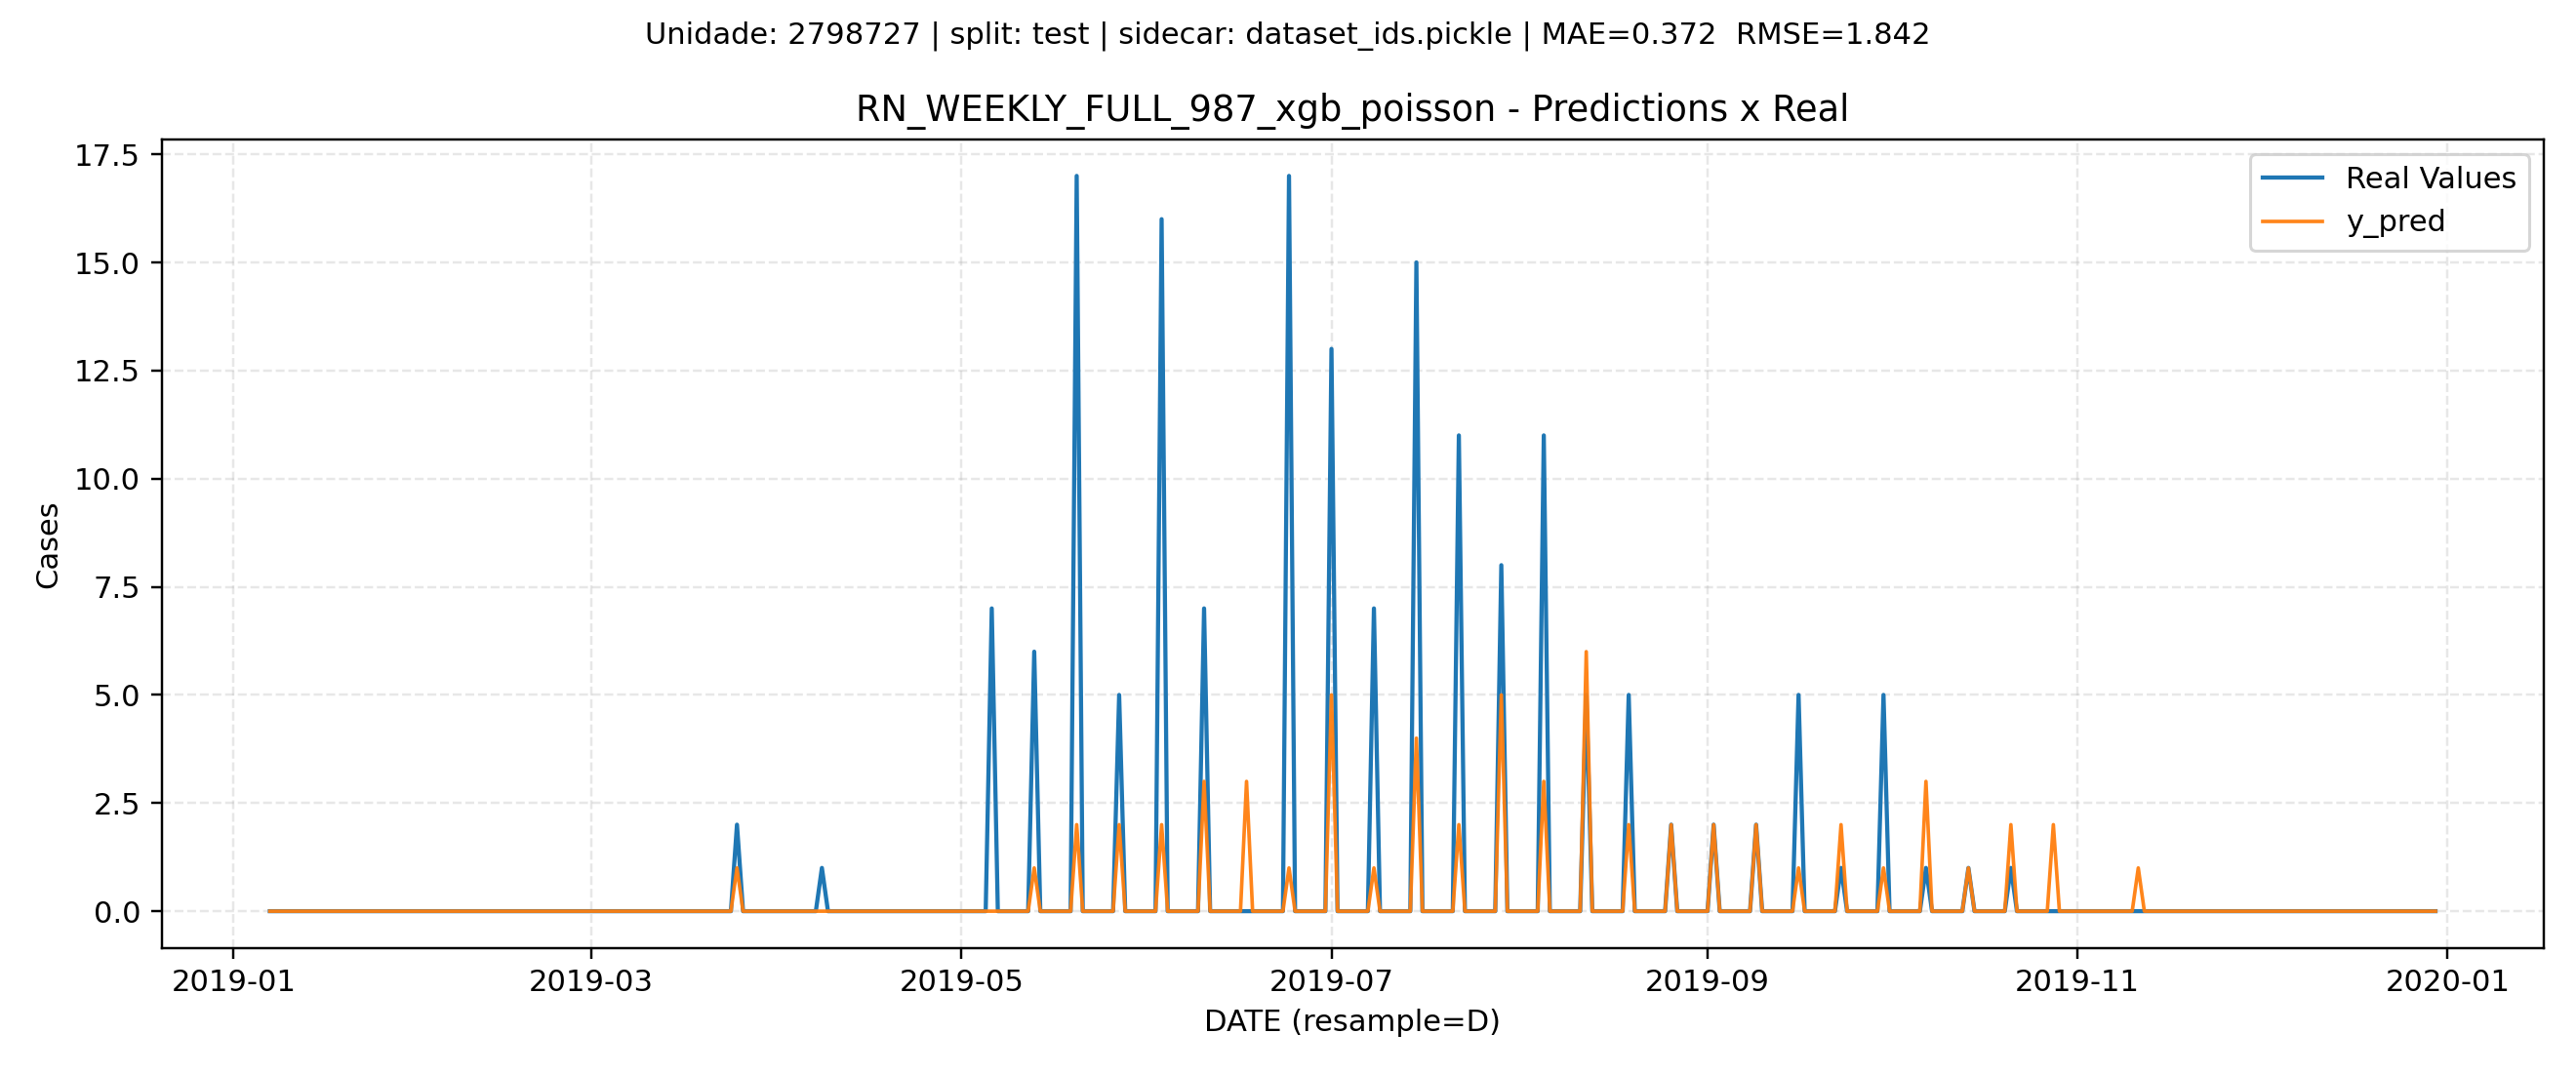 Unidade: 2798727 | split: test | sidecar: dataset_ids.pickle | MAE=0.372  RMSE=1.842
RN_WEEKLY_FULL_987_xgb_poisson - Predictions x Real
17.5
15.0
12.5
10.0
7.5
5.0
2.5
0.0
Cases
Real Values
y_pred
2019-01 2019-03 2019-05 2019-07 2019-09 2019-11 2020-01
DATE (resample=D)